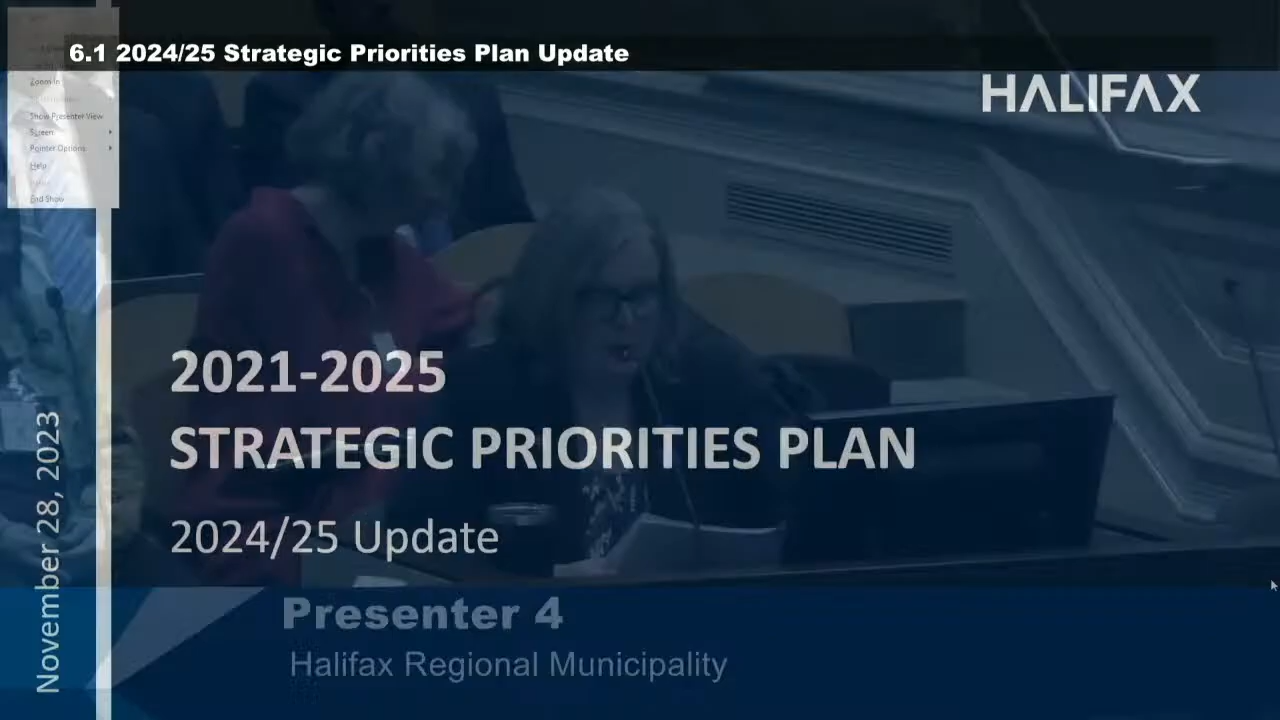 6.1 2024/25 Strategic Priorities Plan Update
HALIFAX
Zoom In
Show Presenter View
Screen
Pointer Options
Help
End Show
2021-2025
STRATEGIC PRIORITIES PLAN
2024/25 Update
November 28, 2023
Presenter 4
Halifax Regional Municipality